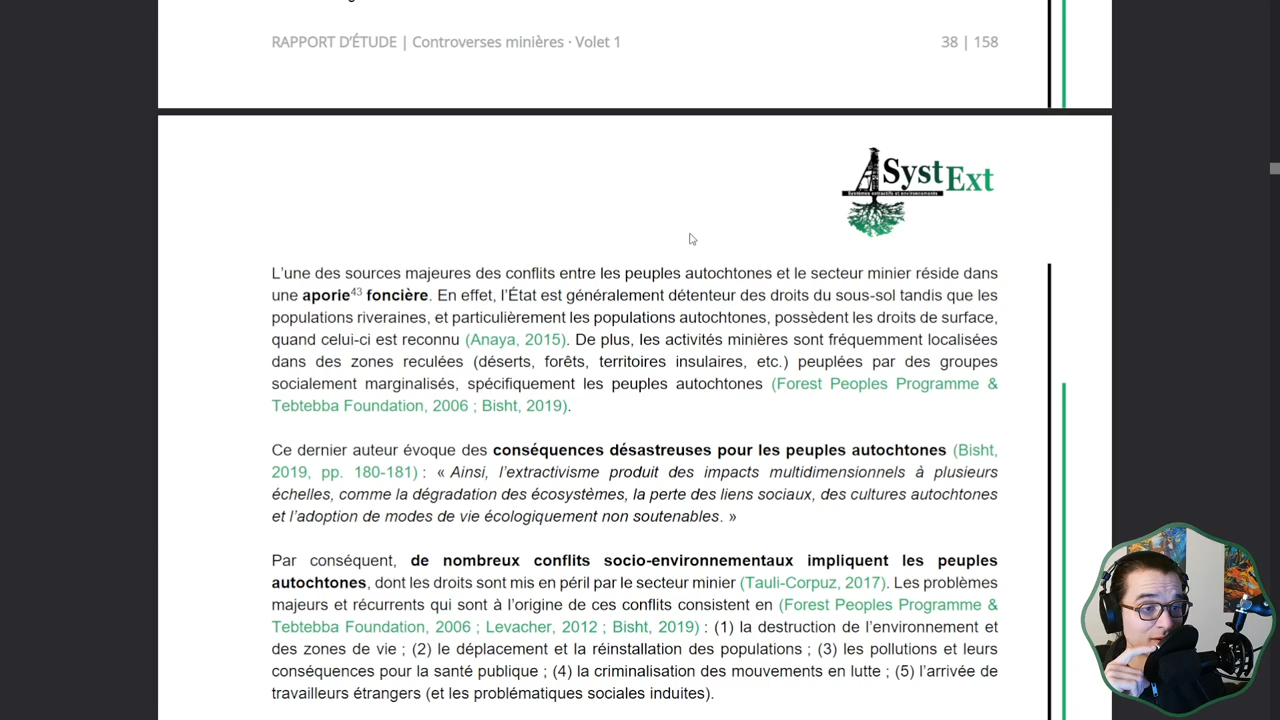 RAPPORT D'ÉTUDE | Controverses minières · Volet 1 38 | 158
SystExt
Systèmes extractifs et environnements
L'une des sources majeures des conflits entre les peuples autochtones et le secteur minier réside dans
une aporie43 foncière. En effet, l'État est généralement détenteur des droits du sous-sol tandis que les
populations riveraines, et particulièrement les populations autochtones, possèdent les droits de surface,
quand celui-ci est reconnu (Anaya, 2015). De plus, les activités minières sont fréquemment localisées
dans des zones reculées (déserts, forêts, territoires insulaires, etc.) peuplées par des groupes
socialement marginalisés, spécifiquement les peuples autochtones (Forest Peoples Programme &
Tebtebba Foundation, 2006 ; Bisht, 2019).
Ce dernier auteur évoque des conséquences désastreuses pour les peuples autochtones (Bisht,
2019, pp. 180-181) : « Ainsi, l'extractivisme produit des impacts multidimensionnels à plusieurs
échelles, comme la dégradation des écosystèmes, la perte des liens sociaux, des cultures autochtones
et l'adoption de modes de vie écologiquement non soutenables. »
Par conséquent, de nombreux conflits socio-environnementaux impliquent les peuples
autochtones, dont les droits sont mis en péril par le secteur minier (Tauli-Corpuz, 2017). Les problèmes
majeurs et récurrents qui sont à l'origine de ces conflits consistent en (Forest Peoples Programme &
Tebtebba Foundation, 2006 ; Levacher, 2012 ; Bisht, 2019) : (1) la destruction de l'environnement et
des zones de vie ; (2) le déplacement et la réinstallation des populations ; (3) les pollutions et leurs
conséquences pour la santé publique ; (4) la criminalisation des mouvements en lutte ; (5) l'arrivée de
travailleurs étrangers (et les problématiques sociales induites).